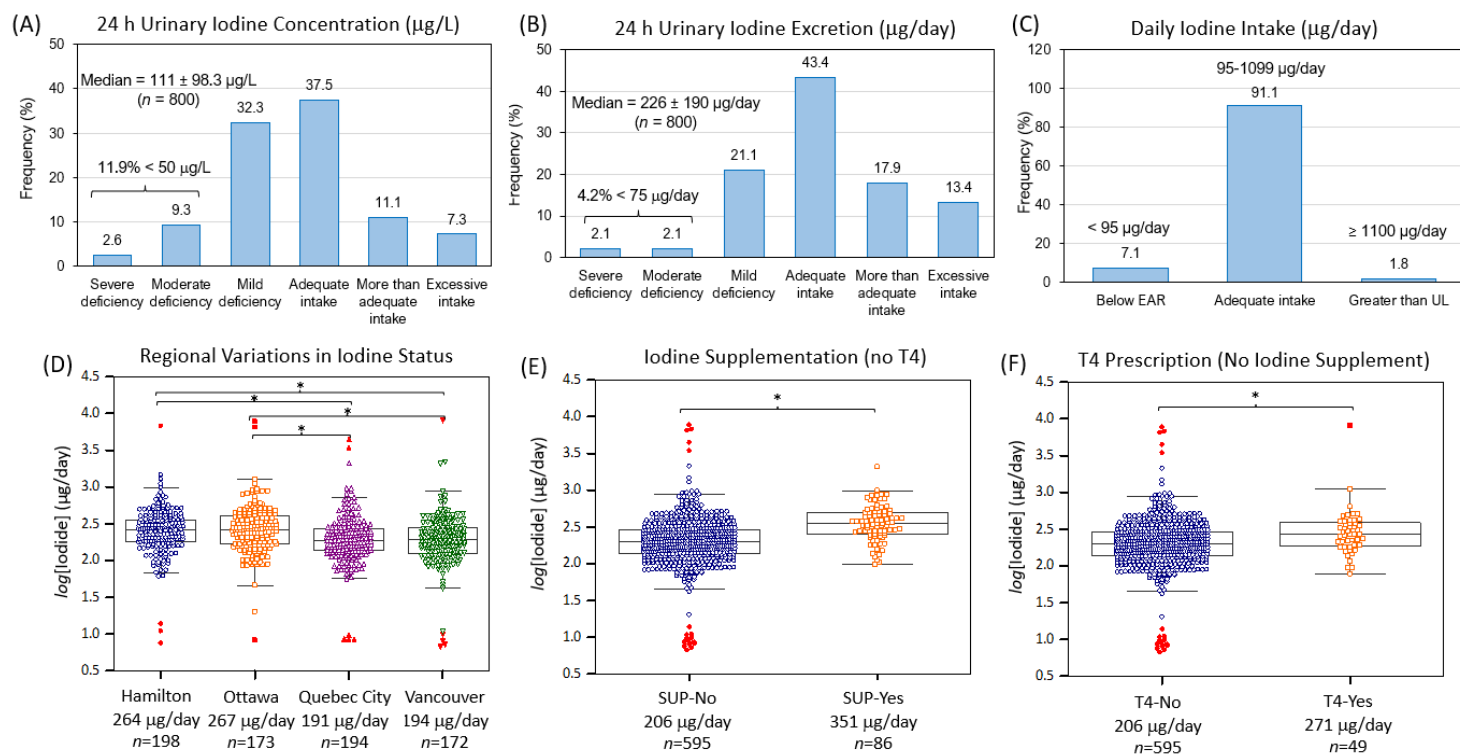 (A) 24 h Urinary Iodine Concentration (µg/L)
Frequency (%)
50
40
30
20
10
0
Median = 111 ± 98.3 µg/L
(n = 800)
11.9% < 50 µg/L
2.6
9.3
32.3
37.5
11.1
7.3
Severe deficiency
Moderate deficiency
Mild deficiency
Adequate intake
More than adequate intake
Excessive intake
(B) 24 h Urinary Iodine Excretion (µg/day)
Frequency (%)
50
40
30
20
10
0
Median = 226 ± 190 µg/day
(n = 800)
4.2% < 75 µg/day
2.1
2.1
21.1
43.4
17.9
13.4
Severe deficiency
Moderate deficiency
Mild deficiency
Adequate intake
More than adequate intake
Excessive intake
(C) Daily Iodine Intake (µg/day)
Frequency (%)
120
100
80
60
40
20
0
< 95 µg/day
7.1
95-1099 µg/day
91.1
≥ 1100 µg/day
1.8
Below EAR
Adequate intake
Greater than UL
(D) Regional Variations in Iodine Status
log[Iodide] (µg/day)
4.5
4.0
3.5
3.0
2.5
2.0
1.5
1.0
0.5
*
*
*
*
Hamilton
264 µg/day
n=198
Ottawa
267 µg/day
n=173
Quebec City
191 µg/day
n=194
Vancouver
194 µg/day
n=172
(E) Iodine Supplementation (no T4)
log[Iodide] (µg/day)
4.5
4.0
3.5
3.0
2.5
2.0
1.5
1.0
0.5
*
SUP-No
206 µg/day
n=595
SUP-Yes
351 µg/day
n=86
(F) T4 Prescription (No Iodine Supplement)
log[Iodide] (µg/day)
4.5
4.0
3.5
3.0
2.5
2.0
1.5
1.0
0.5
*
T4-No
206 µg/day
n=595
T4-Yes
271 µg/day
n=49